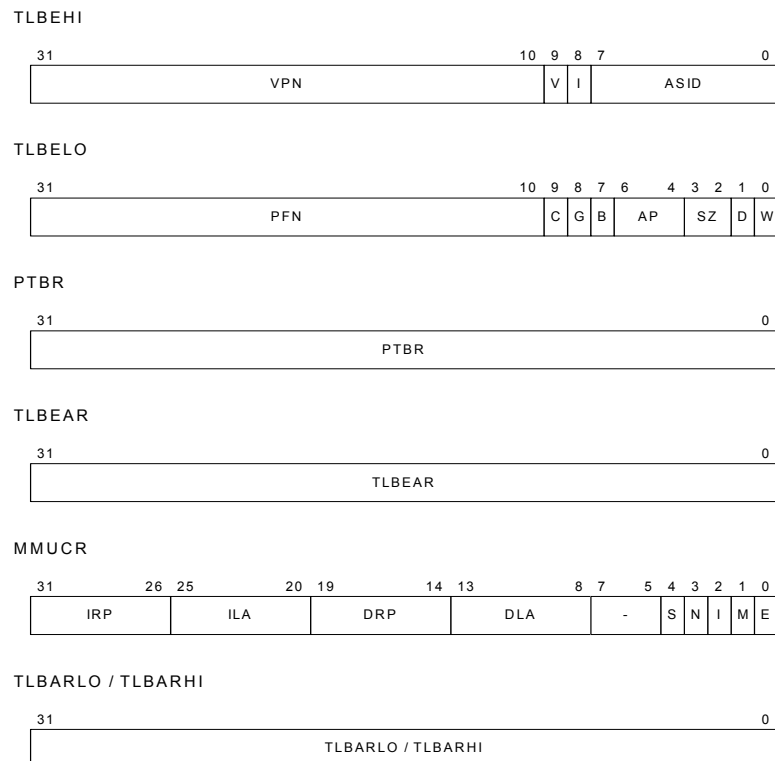 TLBEHI
31 10 9 8 7 0
VPN V I ASID
TLBELO
31 10 9 8 7 6 4 3 2 1 0
PFN C G B AP SZ D W
PTBR
31 0
PTBR
TLBEAR
31 0
TLBEAR
MMUCR
31 26 25 20 19 14 13 8 7 5 4 3 2 1 0
IRP ILA DRP DLA - S N I M E
TLBARLO / TLBARHI
31 0
TLBARLO / TLBARHI